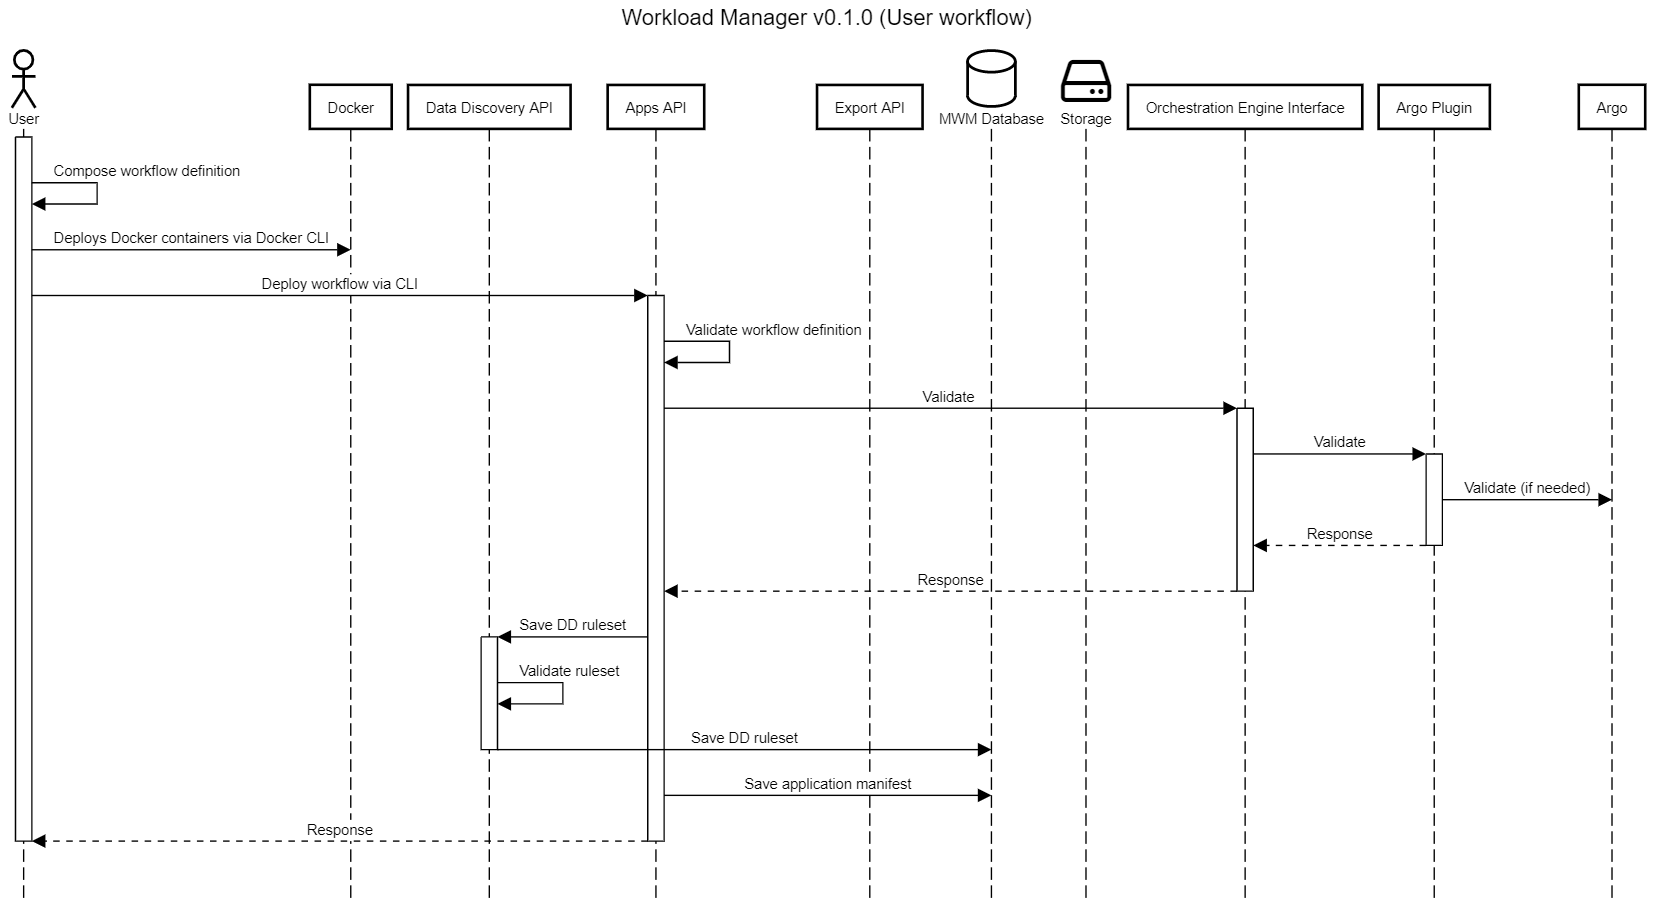 Workload Manager v0.1.0 (User workflow)
User
Docker
Data Discovery API
Apps API
Export API
MWM Database
Storage
Orchestration Engine Interface
Argo Plugin
Argo
Compose workflow definition
Deploys Docker containers via Docker CLI
Deploy workflow via CLI
Validate workflow definition
Validate
Validate
Validate (if needed)
Response
Response
Save DD ruleset
Validate ruleset
Save DD ruleset
Save application manifest
Response